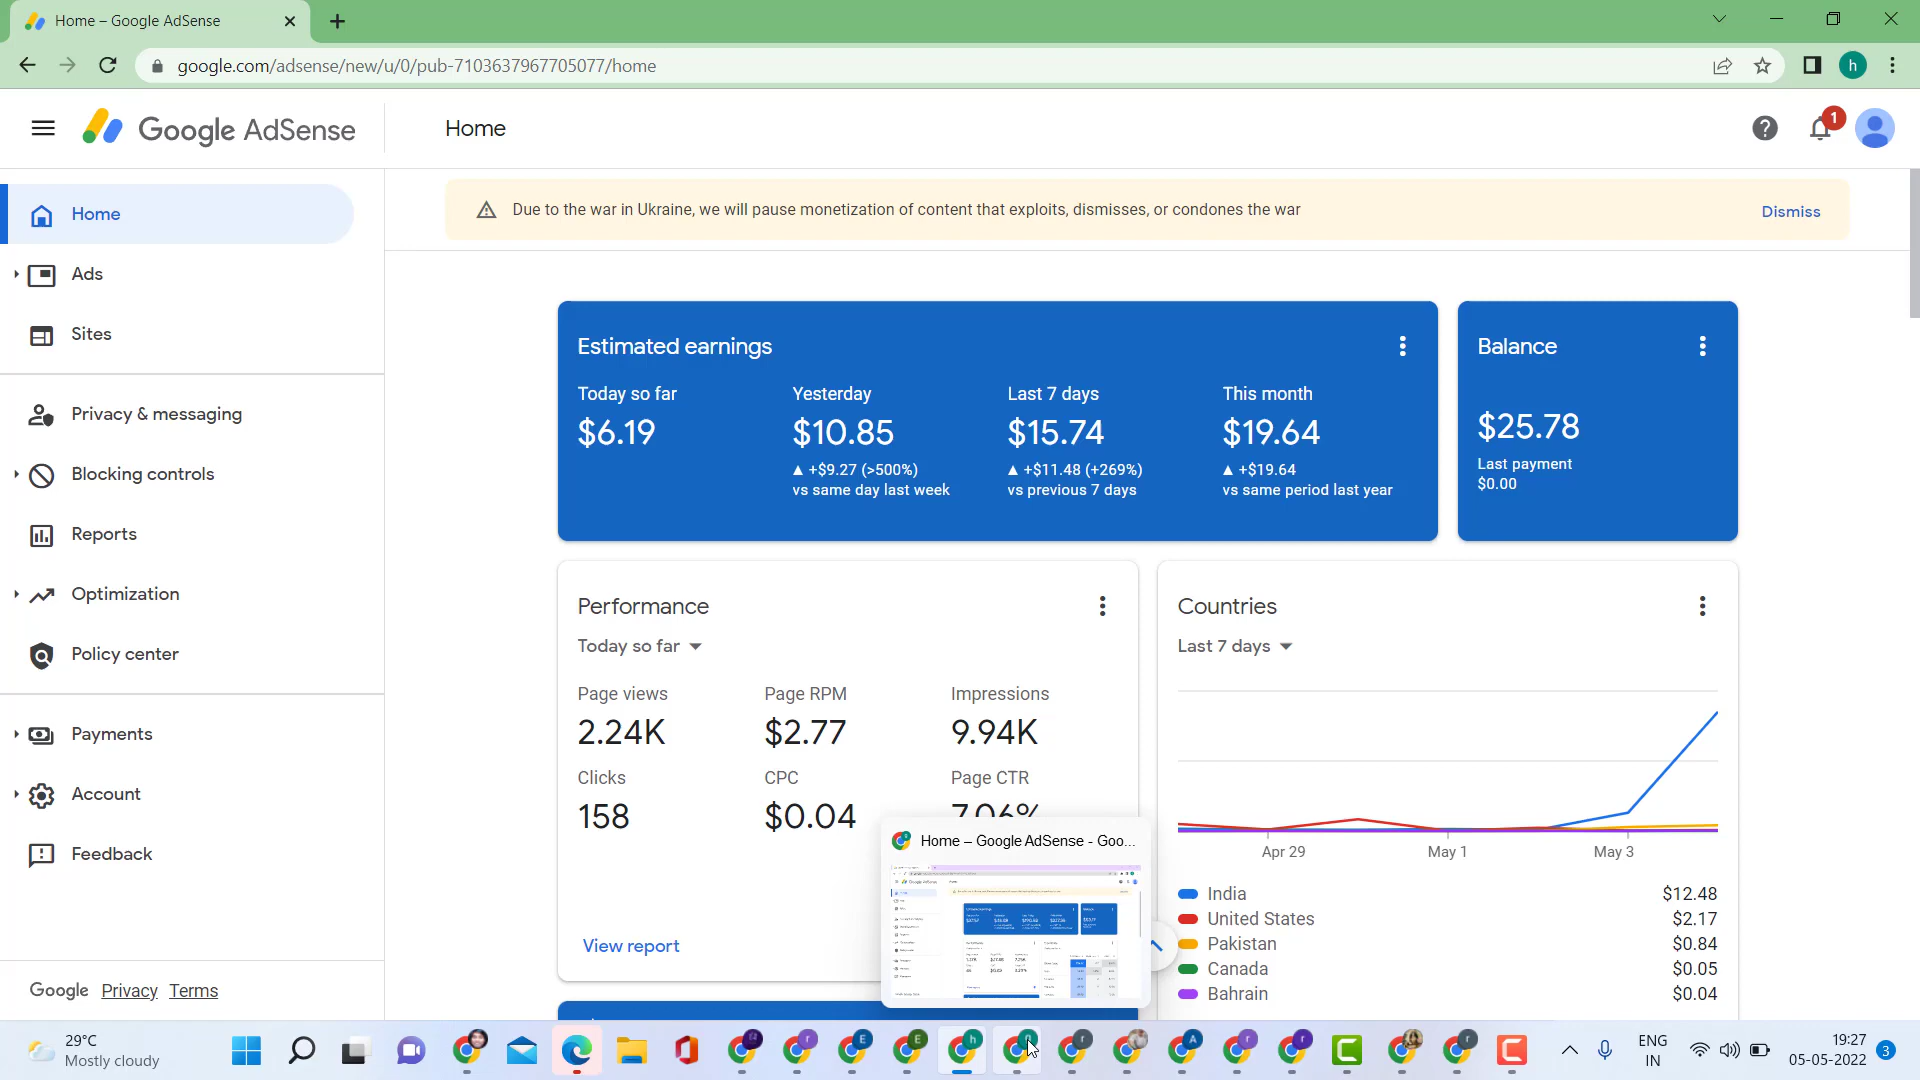 Home – Google AdSense
google.com/adsense/new/u/0/pub-7103637967705077/home
h
Google AdSense
Home
1
Home
Ads
Sites
Privacy & messaging
Blocking controls
Reports
Optimization
Policy center
Payments
Account
Feedback
Google Privacy Terms
Due to the war in Ukraine, we will pause monetization of content that exploits, dismisses, or condones the war
Dismiss
Estimated earnings
Today so far
$6.19
Yesterday
$10.85
+$9.27 (>500%)
vs same day last week
Last 7 days
$15.74
+$11.48 (+269%)
vs previous 7 days
This month
$19.64
+$19.64
vs same period last year
Balance
$25.78
Last payment
$0.00
Performance
Today so far
Page views
2.24K
Page RPM
$2.77
Impressions
9.94K
Clicks
158
CPC
$0.04
Page CTR
7.06%
View report
Countries
Last 7 days
Apr 29 May 1 May 3
India $12.48
United States $2.17
Pakistan $0.84
Canada $0.05
Bahrain $0.04
Home – Google AdSense - Goo...
29°C
Mostly cloudy
ENG
IN
19:27
05-05-2022
3